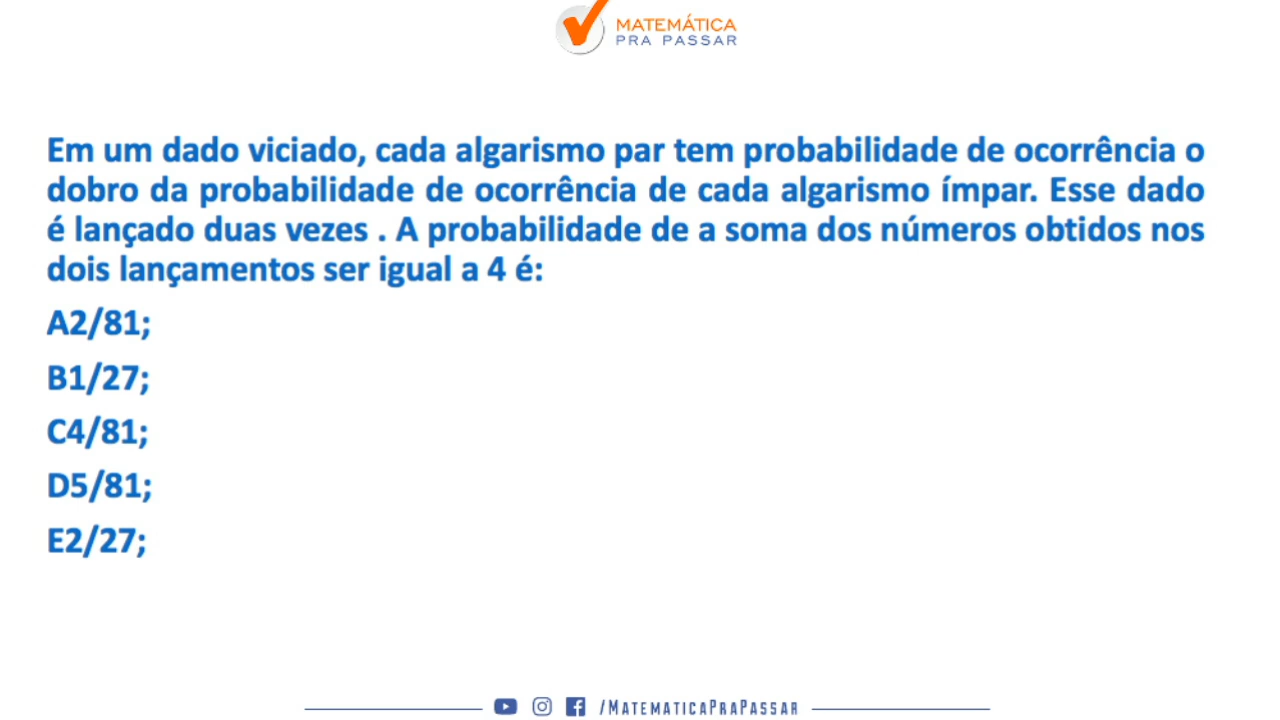 MATEMÁTICA
PRA PASSAR
Em um dado viciado, cada algarismo par tem probabilidade de ocorrência o
dobro da probabilidade de ocorrência de cada algarismo ímpar. Esse dado
é lançado duas vezes . A probabilidade de a soma dos números obtidos nos
dois lançamentos ser igual a 4 é:
A2/81;
B1/27;
C4/81;
D5/81;
E2/27;
/MATEMATICAPRAPASSAR